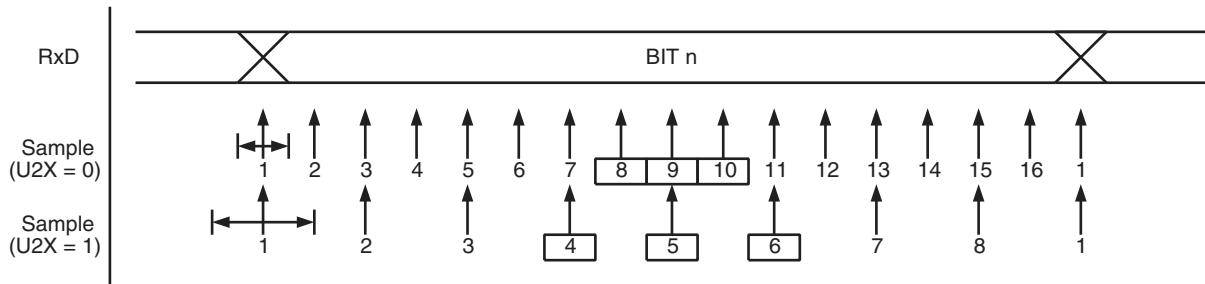 RxD BIT n
Sample
(U2X = 0) 1 2 3 4 5 6 7 8 9 10 11 12 13 14 15 16 1
Sample
(U2X = 1) 1 2 3 4 5 6 7 8 1